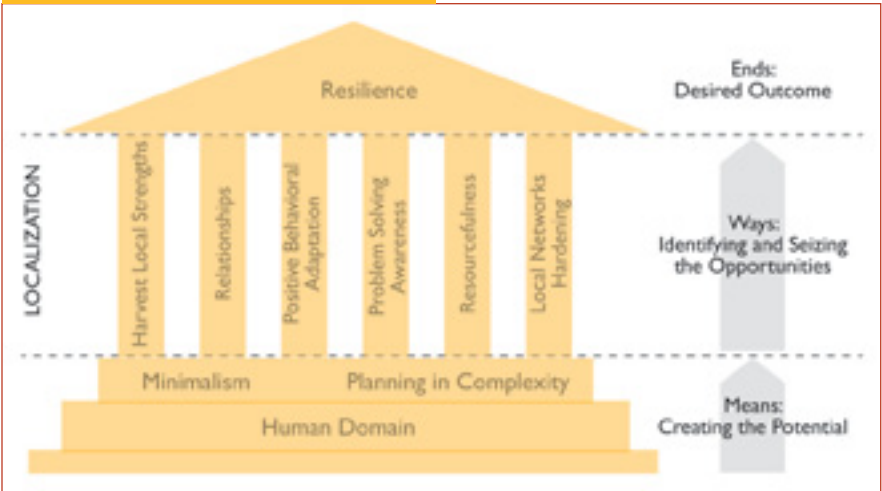 Resilience
Ends:
Desired Outcome
LOCALIZATION
Harvest Local Strengths
Relationships
Positive Behavioral
Adaptation
Problem Solving
Awareness
Resourcefulness
Local Networks
Hardening
Ways:
Identifying and Seizing
the Opportunities
Minimalism
Planning in Complexity
Human Domain
Means:
Creating the Potential